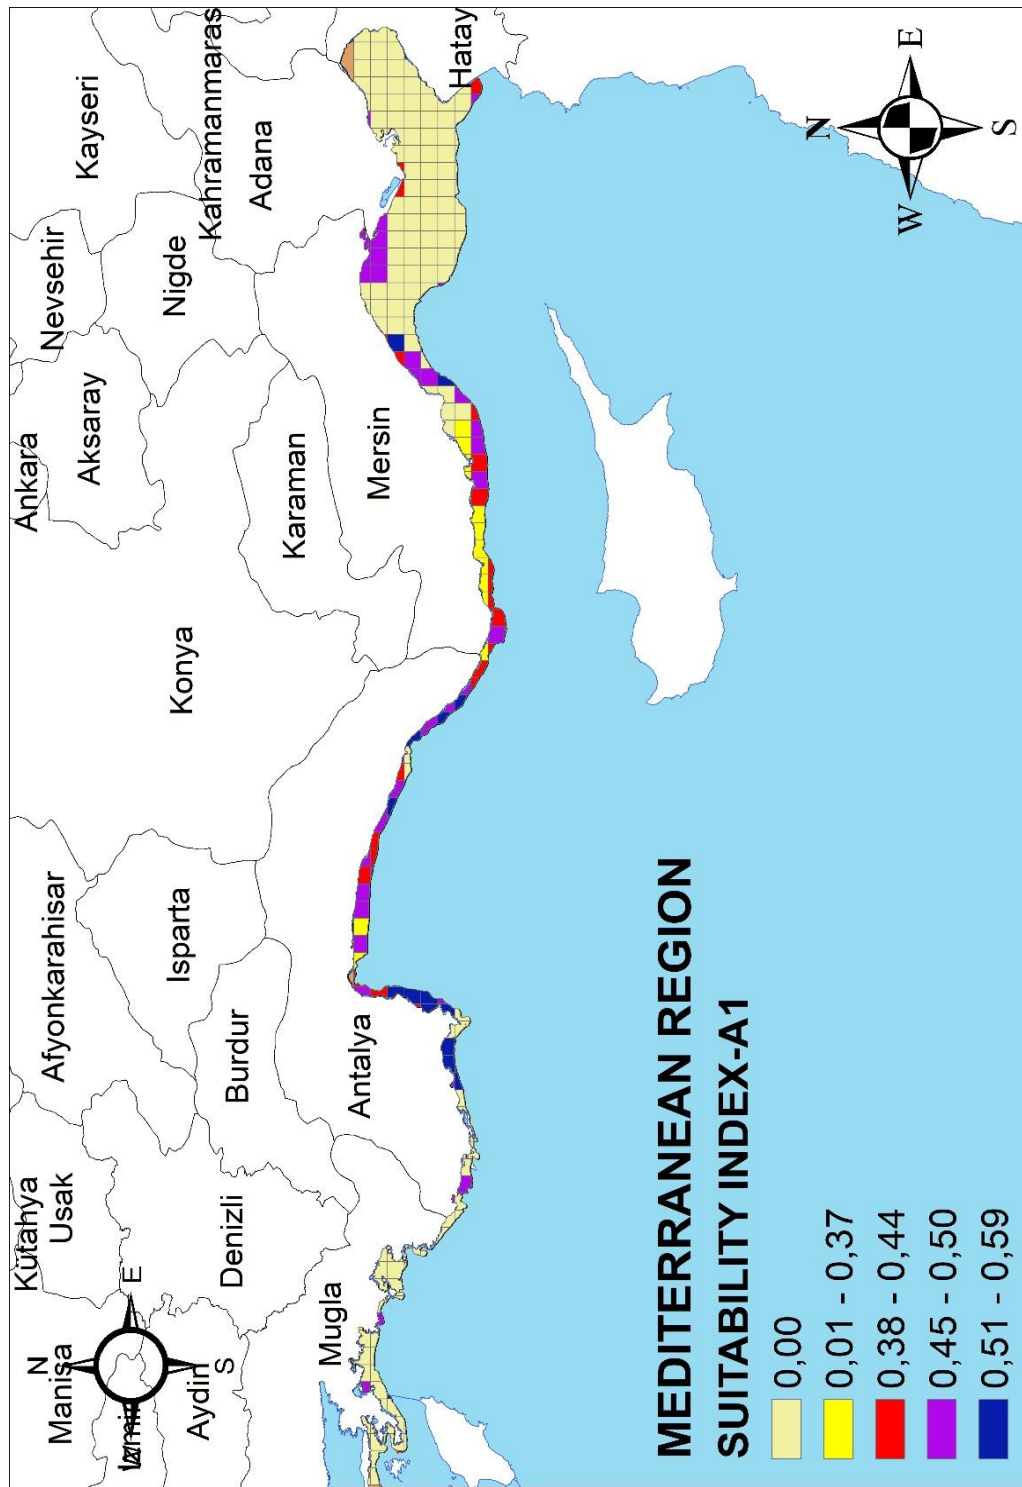 Kutahya
Ankara
Manisa
Usak
Afyonkarahisar
Aksaray
Nevsehir
Kayseri
N
E
S
Izmir
Aydin
Denizli
Burdur
Isparta
Konya
Nigde
Kahramanmaras
Adana
Karaman
Mugla
Antalya
Mersin
Hatay
MEDITERRANEAN REGION
SUITABILITY INDEX-A1
0,00
0,01 - 0,37
0,38 - 0,44
0,45 - 0,50
0,51 - 0,59
N
W
E
S